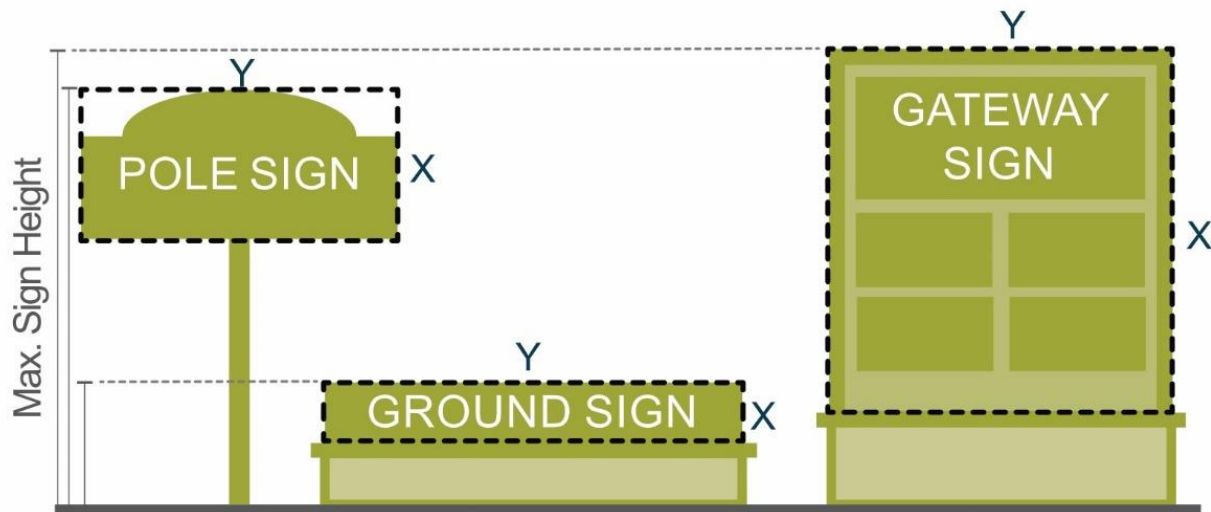 Y
Y
POLE SIGN
X
GATEWAY
SIGN
X
Max. Sign Height
Y
GROUND SIGN
X